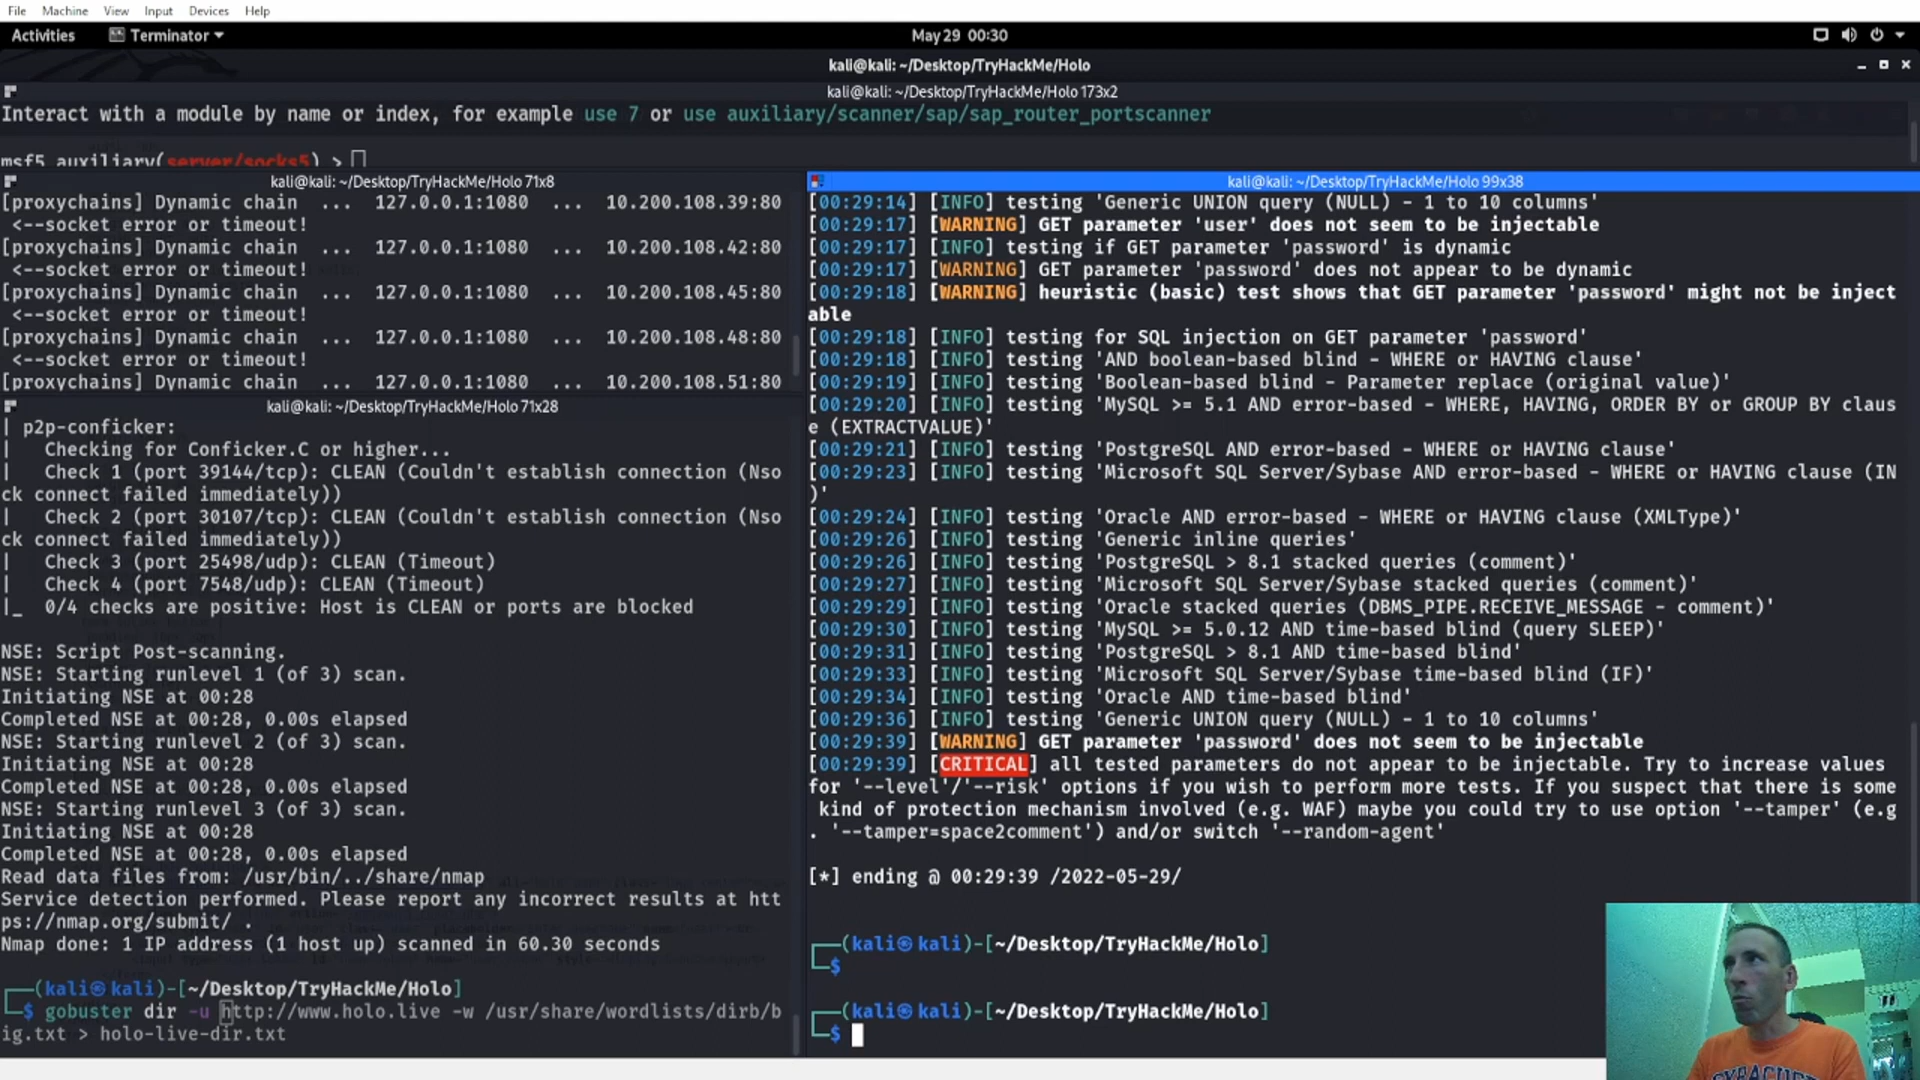 File Machine View Input Devices Help
Activities Terminator May 29 00:30
kali@kali: ~/Desktop/TryHackMe/Holo
kali@kali: ~/Desktop/TryHackMe/Holo 173x2
Interact with a module by name or index, for example use 7 or use auxiliary/scanner/sap/sap_router_portscanner
msf5 auxiliary(server/socks5) >
kali@kali: ~/Desktop/TryHackMe/Holo 71x8
[proxychains] Dynamic chain ... 127.0.0.1:1080 ... 10.200.108.39:80
<--socket error or timeout!
[proxychains] Dynamic chain ... 127.0.0.1:1080 ... 10.200.108.42:80
<--socket error or timeout!
[proxychains] Dynamic chain ... 127.0.0.1:1080 ... 10.200.108.45:80
<--socket error or timeout!
[proxychains] Dynamic chain ... 127.0.0.1:1080 ... 10.200.108.48:80
<--socket error or timeout!
[proxychains] Dynamic chain ... 127.0.0.1:1080 ... 10.200.108.51:80
kali@kali: ~/Desktop/TryHackMe/Holo 71x28
| p2p-conficker:
|   Checking for Conficker.C or higher...
|   Check 1 (port 39144/tcp): CLEAN (Couldn't establish connection (Nso
ck connect failed immediately))
|   Check 2 (port 30107/tcp): CLEAN (Couldn't establish connection (Nso
ck connect failed immediately))
|   Check 3 (port 25498/udp): CLEAN (Timeout)
|   Check 4 (port 7548/udp): CLEAN (Timeout)
|_  0/4 checks are positive: Host is CLEAN or ports are blocked
NSE: Script Post-scanning.
NSE: Starting runlevel 1 (of 3) scan.
Initiating NSE at 00:28
Completed NSE at 00:28, 0.00s elapsed
NSE: Starting runlevel 2 (of 3) scan.
Initiating NSE at 00:28
Completed NSE at 00:28, 0.00s elapsed
NSE: Starting runlevel 3 (of 3) scan.
Initiating NSE at 00:28
Completed NSE at 00:28, 0.00s elapsed
Read data files from: /usr/bin/../share/nmap
Service detection performed. Please report any incorrect results at htt
ps://nmap.org/submit/ .
Nmap done: 1 IP address (1 host up) scanned in 60.30 seconds
┌──(kali㉿kali)-[~/Desktop/TryHackMe/Holo]
└─$ gobuster dir -u http://www.holo.live -w /usr/share/wordlists/dirb/b
ig.txt > holo-live-dir.txt
kali@kali: ~/Desktop/TryHackMe/Holo 99x38
[00:29:14] [INFO] testing 'Generic UNION query (NULL) - 1 to 10 columns'
[00:29:17] [WARNING] GET parameter 'user' does not seem to be injectable
[00:29:17] [INFO] testing if GET parameter 'password' is dynamic
[00:29:17] [WARNING] GET parameter 'password' does not appear to be dynamic
[00:29:18] [WARNING] heuristic (basic) test shows that GET parameter 'password' might not be inject
able
[00:29:18] [INFO] testing for SQL injection on GET parameter 'password'
[00:29:18] [INFO] testing 'AND boolean-based blind - WHERE or HAVING clause'
[00:29:19] [INFO] testing 'Boolean-based blind - Parameter replace (original value)'
[00:29:20] [INFO] testing 'MySQL >= 5.1 AND error-based - WHERE, HAVING, ORDER BY or GROUP BY claus
e (EXTRACTVALUE)'
[00:29:21] [INFO] testing 'PostgreSQL AND error-based - WHERE or HAVING clause'
[00:29:23] [INFO] testing 'Microsoft SQL Server/Sybase AND error-based - WHERE or HAVING clause (IN
)'
[00:29:24] [INFO] testing 'Oracle AND error-based - WHERE or HAVING clause (XMLType)'
[00:29:26] [INFO] testing 'Generic inline queries'
[00:29:26] [INFO] testing 'PostgreSQL > 8.1 stacked queries (comment)'
[00:29:27] [INFO] testing 'Microsoft SQL Server/Sybase stacked queries (comment)'
[00:29:29] [INFO] testing 'Oracle stacked queries (DBMS_PIPE.RECEIVE_MESSAGE - comment)'
[00:29:30] [INFO] testing 'MySQL >= 5.0.12 AND time-based blind (query SLEEP)'
[00:29:31] [INFO] testing 'PostgreSQL > 8.1 AND time-based blind'
[00:29:33] [INFO] testing 'Microsoft SQL Server/Sybase time-based blind (IF)'
[00:29:34] [INFO] testing 'Oracle AND time-based blind'
[00:29:36] [INFO] testing 'Generic UNION query (NULL) - 1 to 10 columns'
[00:29:39] [WARNING] GET parameter 'password' does not seem to be injectable
[00:29:39] [CRITICAL] all tested parameters do not appear to be injectable. Try to increase values
for '--level'/'--risk' options if you wish to perform more tests. If you suspect that there is some
kind of protection mechanism involved (e.g. WAF) maybe you could try to use option '--tamper' (e.g
. '--tamper=space2comment') and/or switch '--random-agent'
[*] ending @ 00:29:39 /2022-05-29/
┌──(kali㉿kali)-[~/Desktop/TryHackMe/Holo]
└─$
┌──(kali㉿kali)-[~/Desktop/TryHackMe/Holo]
└─$